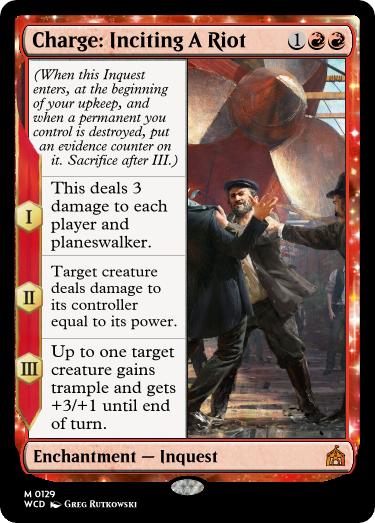 Charge: Inciting A Riot 1
(When this Inquest
enters, at the beginning
of your upkeep, and
when a permanent you
control is destroyed, put
an evidence counter on
it. Sacrifice after III.)
I
This deals 3
damage to each
player and
planeswalker.
II
Target creature
deals damage to
its controller
equal to its power.
III
Up to one target
creature gains
trample and gets
+3/+1 until end
of turn.
Enchantment — Inquest
M 0129
WCD Greg Rutkowski